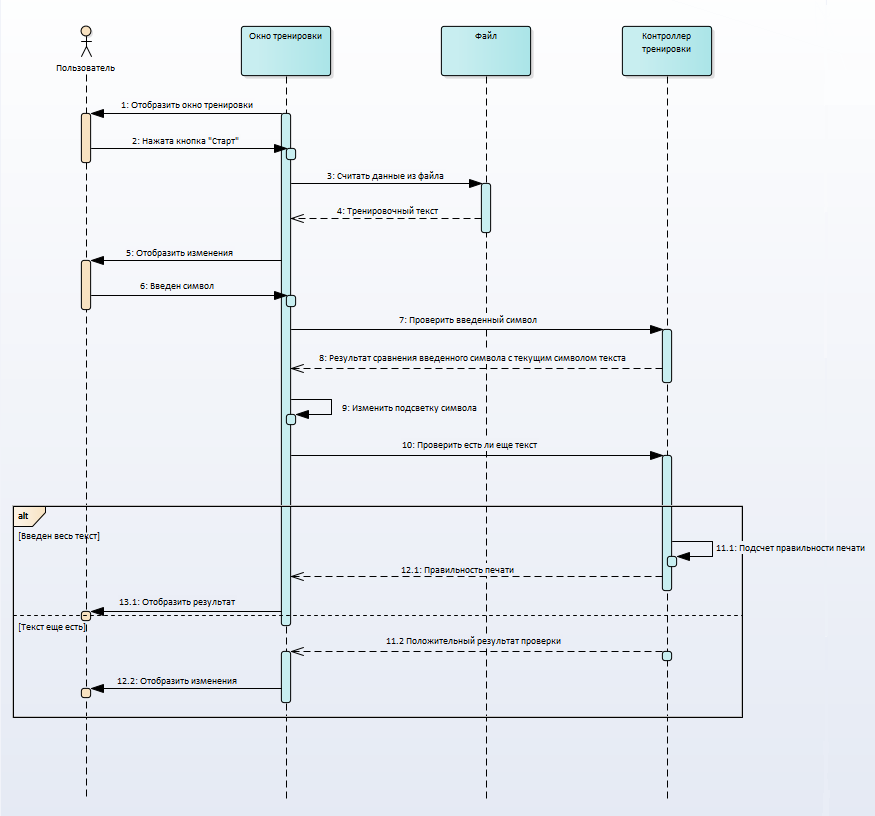 Пользователь
Окно тренировки
Файл
Контроллер
тренировки
1: Отобразить окно тренировки
2: Нажата кнопка "Старт"
3: Считать данные из файла
4: Тренировочный текст
5: Отобразить изменения
6: Введен символ
7: Проверить введенный символ
8: Результат сравнения введенного символа с текущим символом текста
9: Изменить подсветку символа
10: Проверить есть ли еще текст
alt
[Введен весь текст]
11.1: Подсчет правильности печати
12.1: Правильность печати
13.1: Отобразить результат
[Текст еще есть]
11.2 Положительный результат проверки
12.2: Отобразить изменения